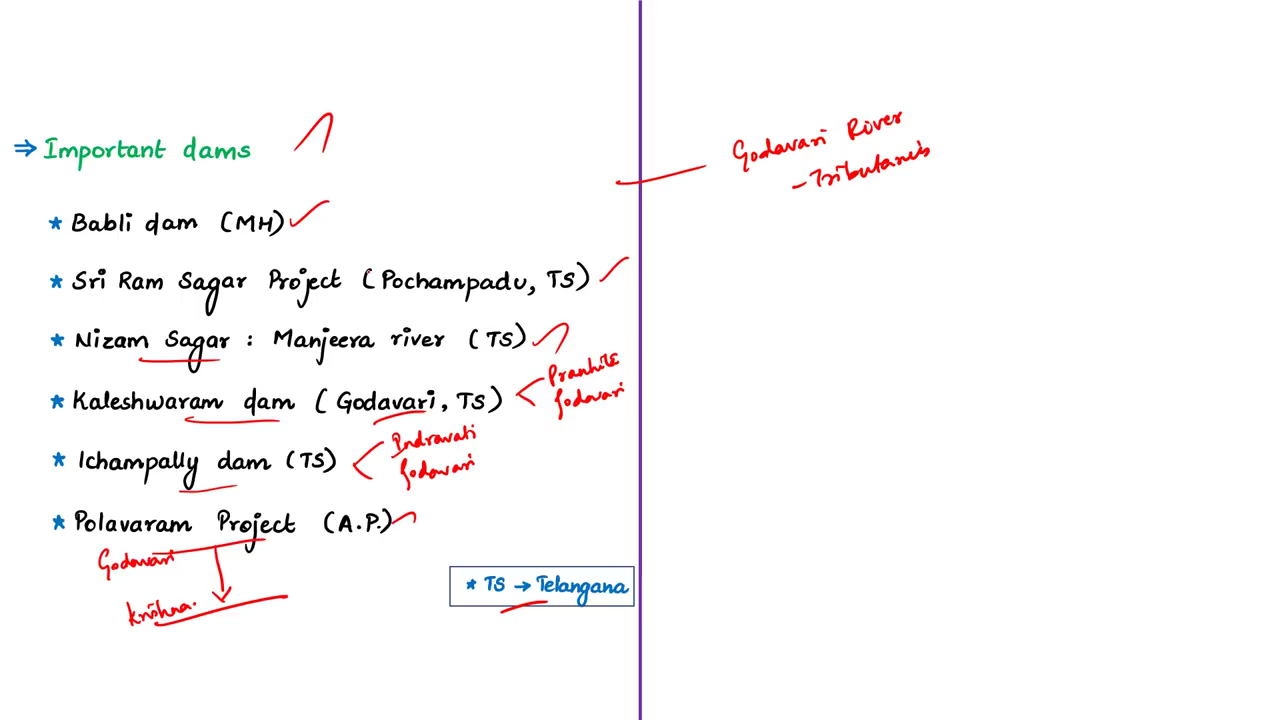 ⇒ Important dams
* Babli dam (MH)
* Sri Ram Sagar Project (Pochampadu, TS)
* Nizam Sagar : Manjeera river (TS)
* Kaleshwaram dam (Godavari, TS)
Pranhita
Godavari
* Ichampally dam (TS)
Indravati
Godavari
* Polavaram Project (A.P.)
Godavari
Krishna.
* TS → Telangana
Godavari River
- Tributaries